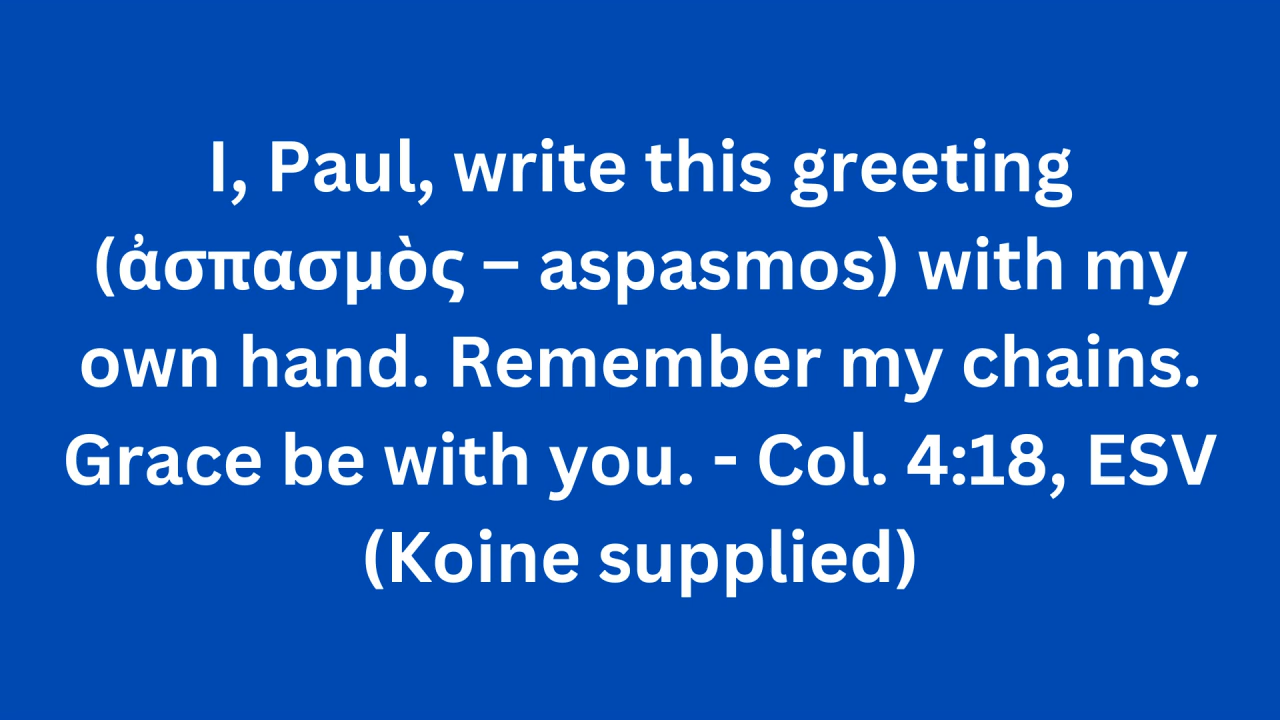 I, Paul, write this greeting
(ἀσπασμὸς – aspasmos) with my
own hand. Remember my chains.
Grace be with you. - Col. 4:18, ESV
(Koine supplied)